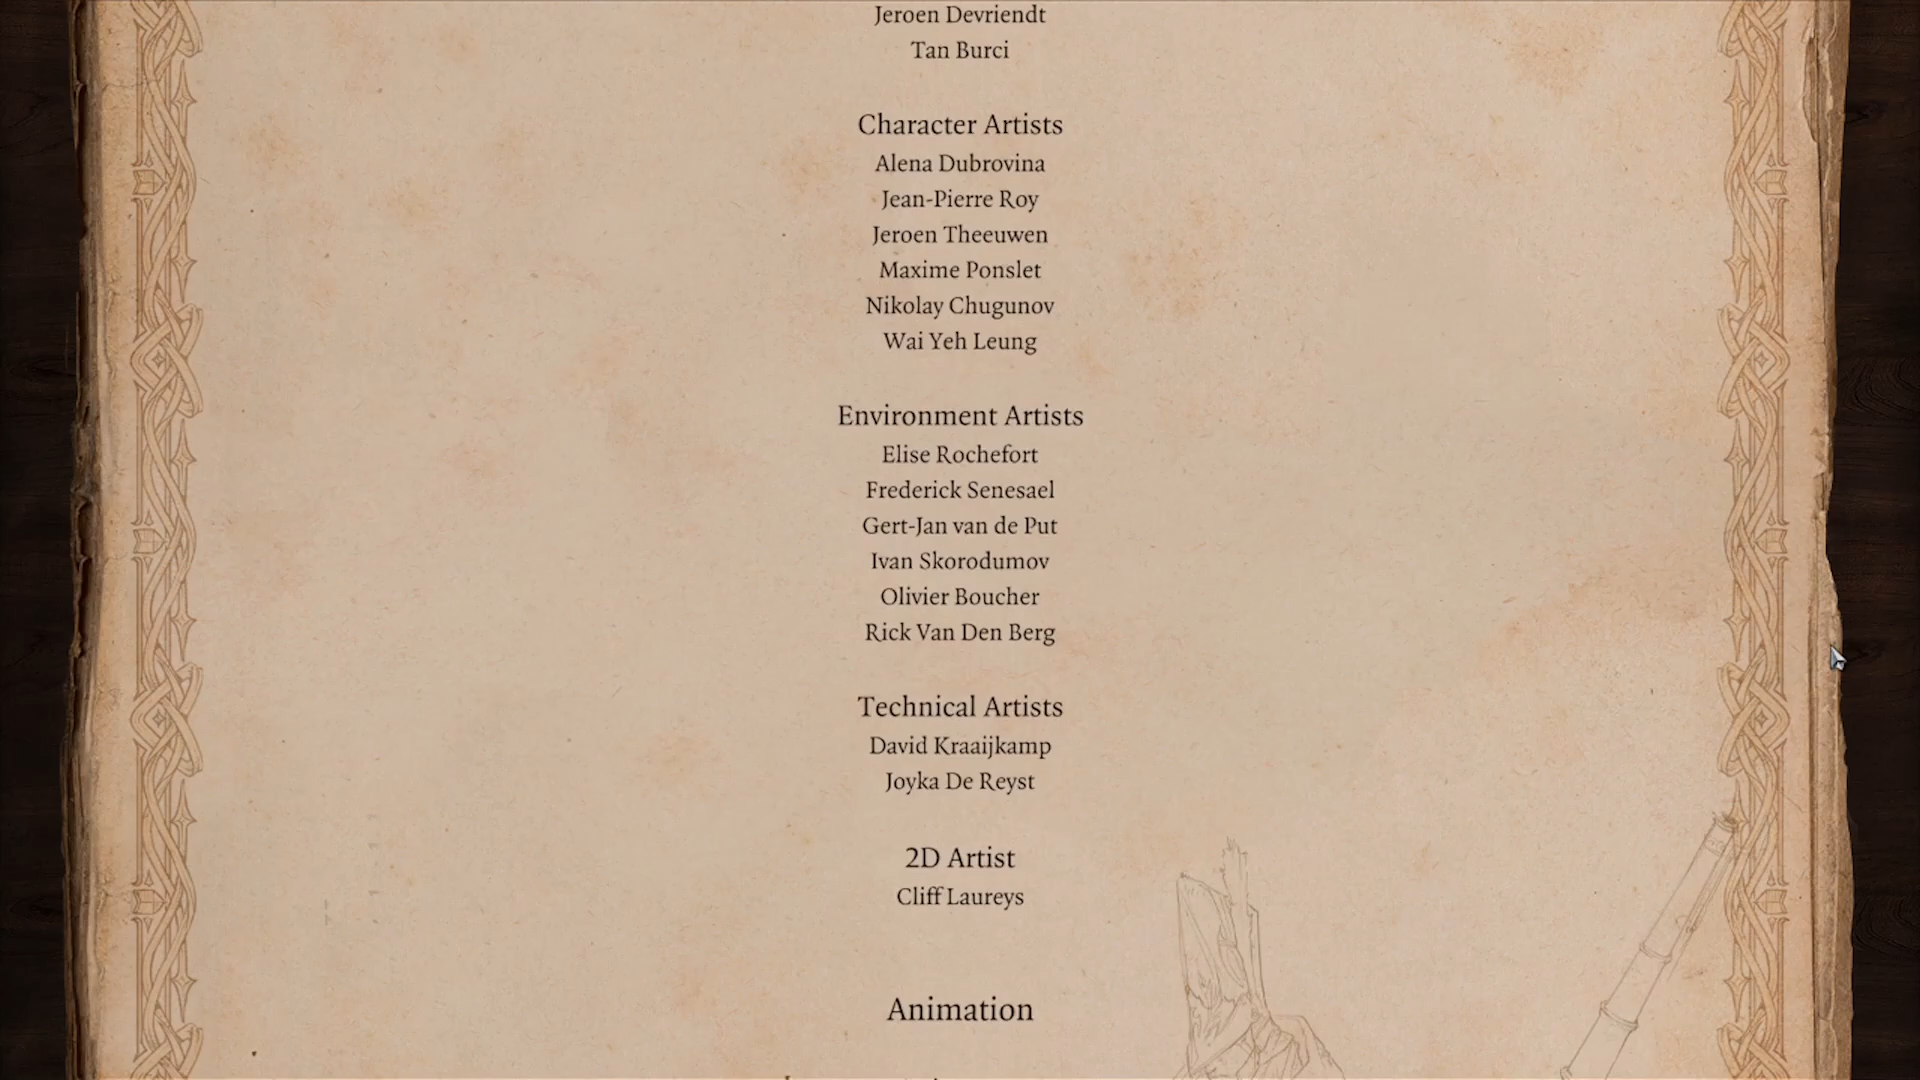 Jeroen Devriendt
Tan Burci
Character Artists
Alena Dubrovina
Jean-Pierre Roy
Jeroen Theeuwen
Maxime Ponslet
Nikolay Chugunov
Wai Yeh Leung
Environment Artists
Elise Rochefort
Frederick Senesael
Gert-Jan van de Put
Ivan Skorodumov
Olivier Boucher
Rick Van Den Berg
Technical Artists
David Kraaijkamp
Joyka De Reyst
2D Artist
Cliff Laureys
Animation